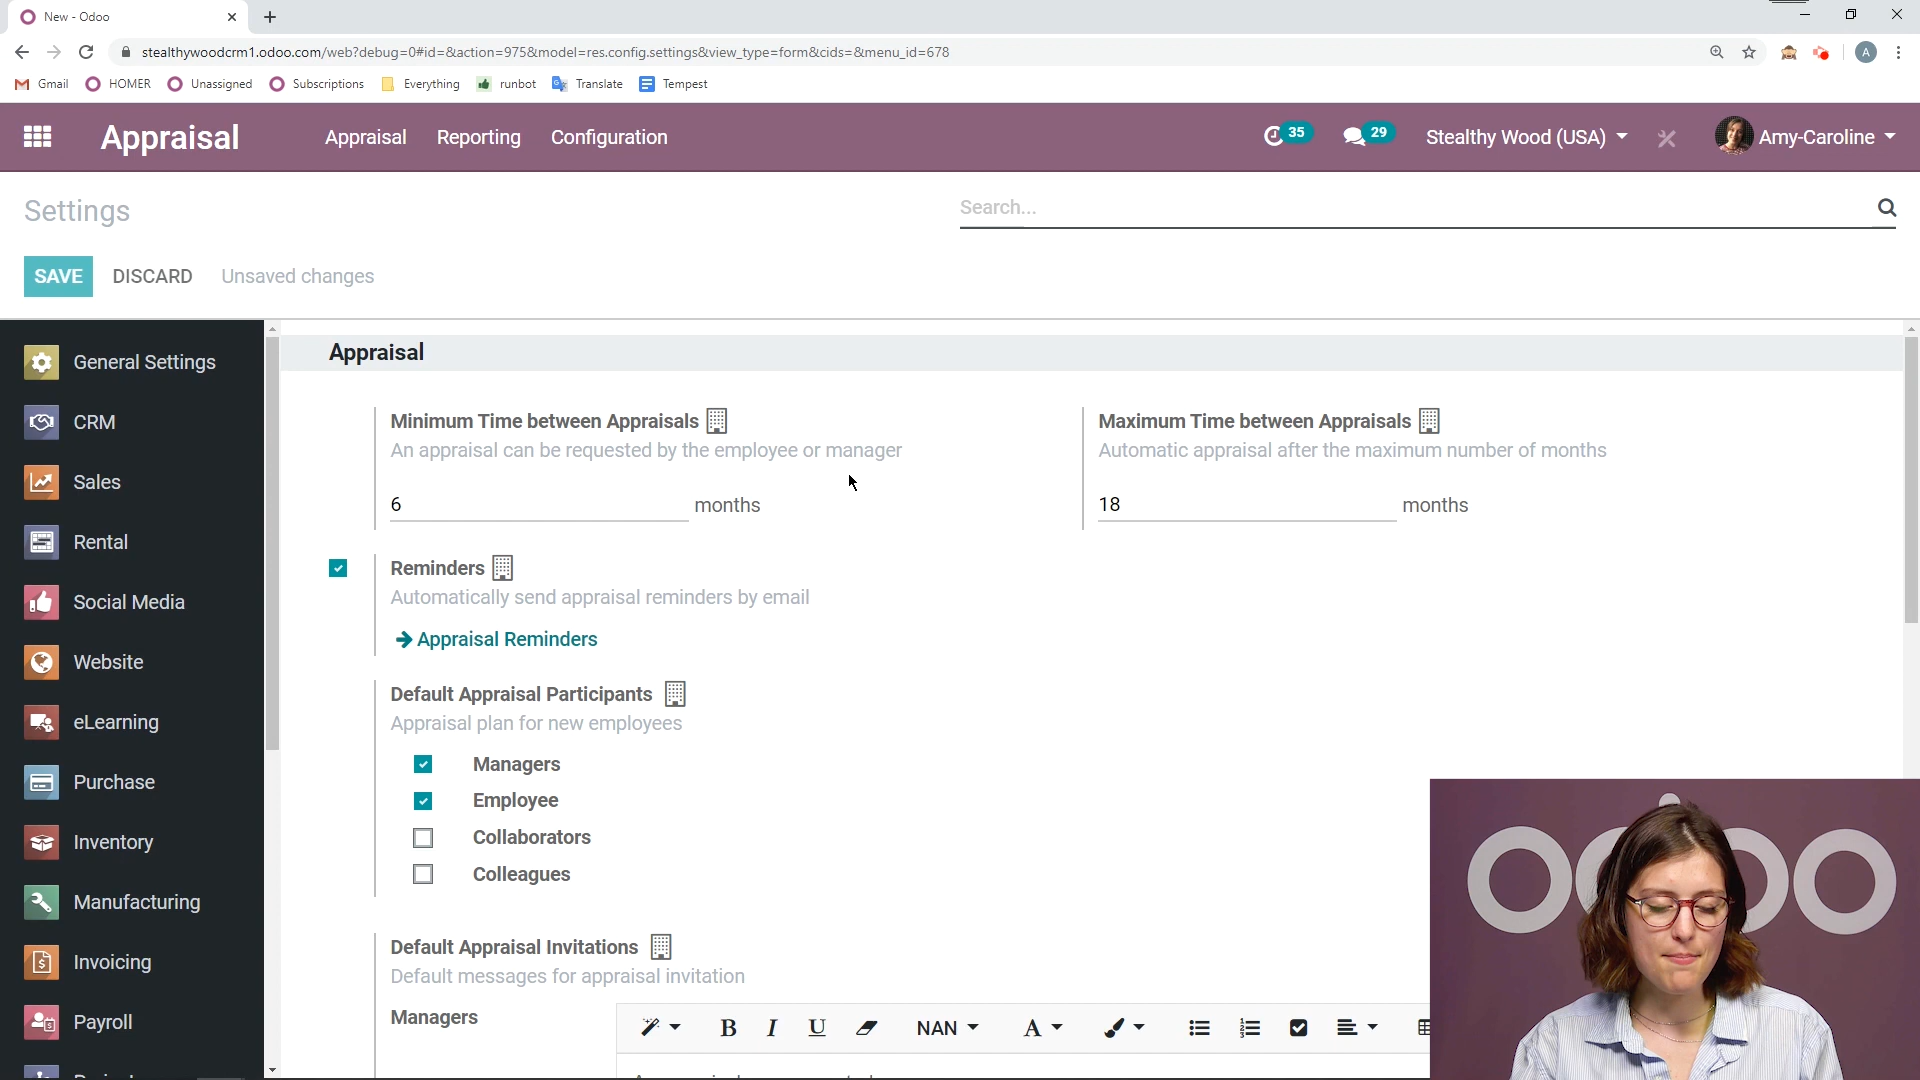 New - Odoo
stealthywoodcrm1.odoo.com/web?debug=0#id=&action=975&model=res.config.settings&view_type=form&cids=&menu_id=678
A
Gmail HOMER Unassigned Subscriptions Everything runbot Translate Tempest
Appraisal Appraisal Reporting Configuration 35 29 Stealthy Wood (USA) Amy-Caroline
Settings
Search...
SAVE DISCARD Unsaved changes
General Settings
CRM
Sales
Rental
Social Media
Website
eLearning
Purchase
Inventory
Manufacturing
Invoicing
Payroll
Appraisal
Minimum Time between Appraisals
An appraisal can be requested by the employee or manager
6 months
Maximum Time between Appraisals
Automatic appraisal after the maximum number of months
18 months
Reminders
Automatically send appraisal reminders by email
Appraisal Reminders
Default Appraisal Participants
Appraisal plan for new employees
Managers
Employee
Collaborators
Colleagues
Default Appraisal Invitations
Default messages for appraisal invitation
Managers
B I U NAN A
odoo